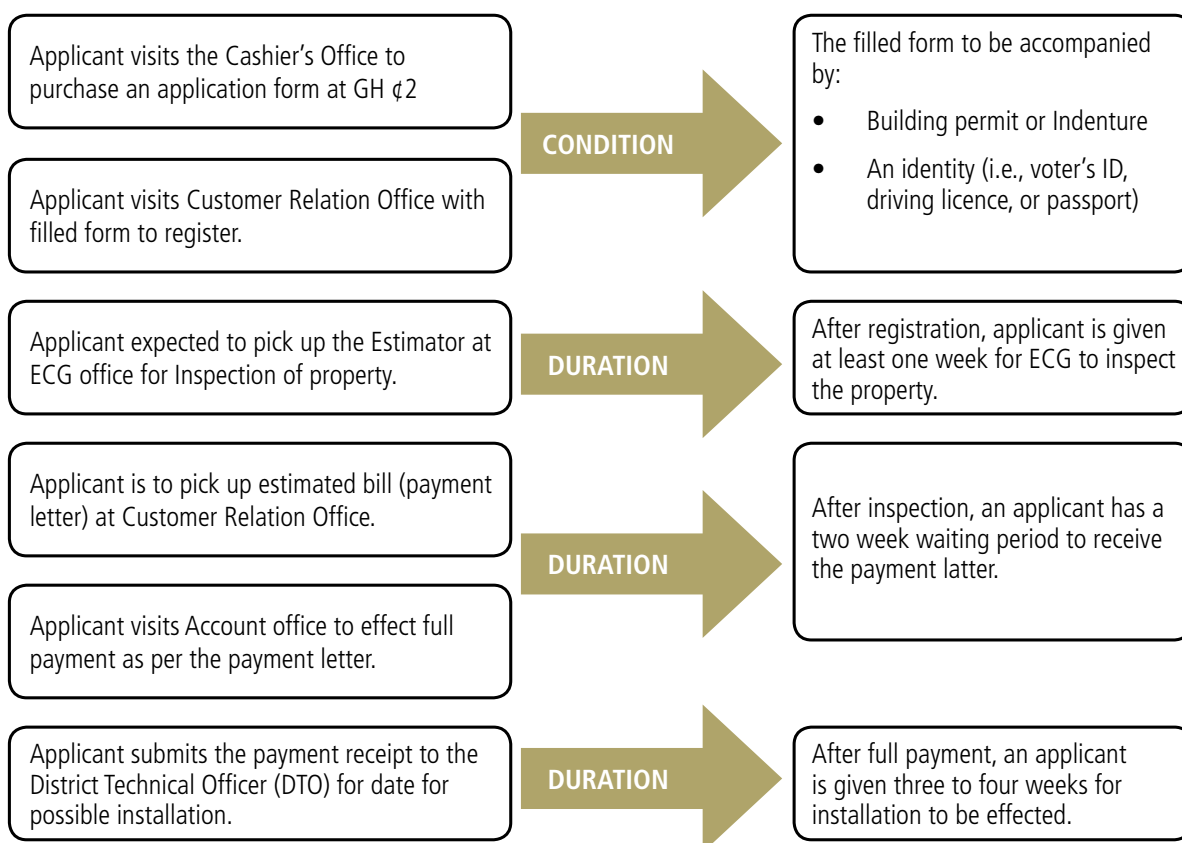 Applicant visits the Cashier’s Office to
purchase an application form at GH ¢2
Applicant visits Customer Relation Office with
filled form to register.
CONDITION
The filled form to be accompanied
by:
• Building permit or Indenture
• An identity (i.e., voter’s ID,
driving licence, or passport)
Applicant expected to pick up the Estimator at
ECG office for Inspection of property.
DURATION
After registration, applicant is given
at least one week for ECG to inspect
the property.
Applicant is to pick up estimated bill (payment
letter) at Customer Relation Office.
Applicant visits Account office to effect full
payment as per the payment letter.
DURATION
After inspection, an applicant has a
two week waiting period to receive
the payment latter.
Applicant submits the payment receipt to the
District Technical Officer (DTO) for date for
possible installation.
DURATION
After full payment, an applicant
is given three to four weeks for
installation to be effected.